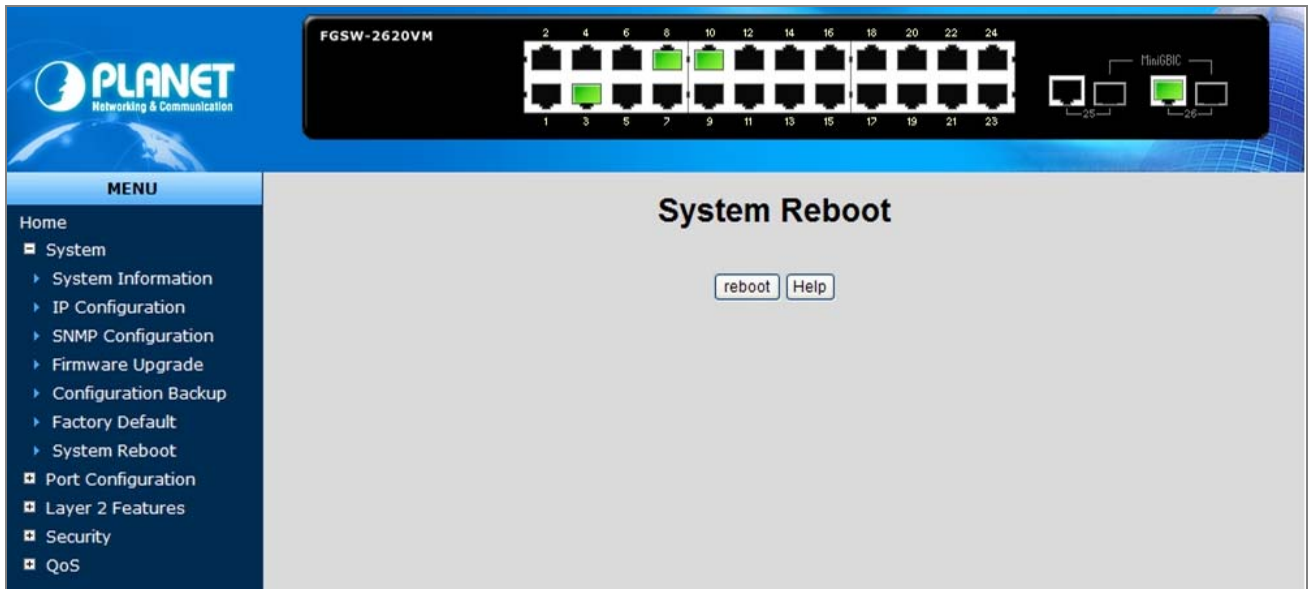 FGSW-2620VM
2 4 6 8 10 12 14 16 18 20 22 24
MiniGBIC
1 3 5 7 9 11 13 15 17 19 21 23
25 26
PLANET
Networking & Communication
MENU
Home
System
System Information
IP Configuration
SNMP Configuration
Firmware Upgrade
Configuration Backup
Factory Default
System Reboot
Port Configuration
Layer 2 Features
Security
QoS
System Reboot
reboot Help